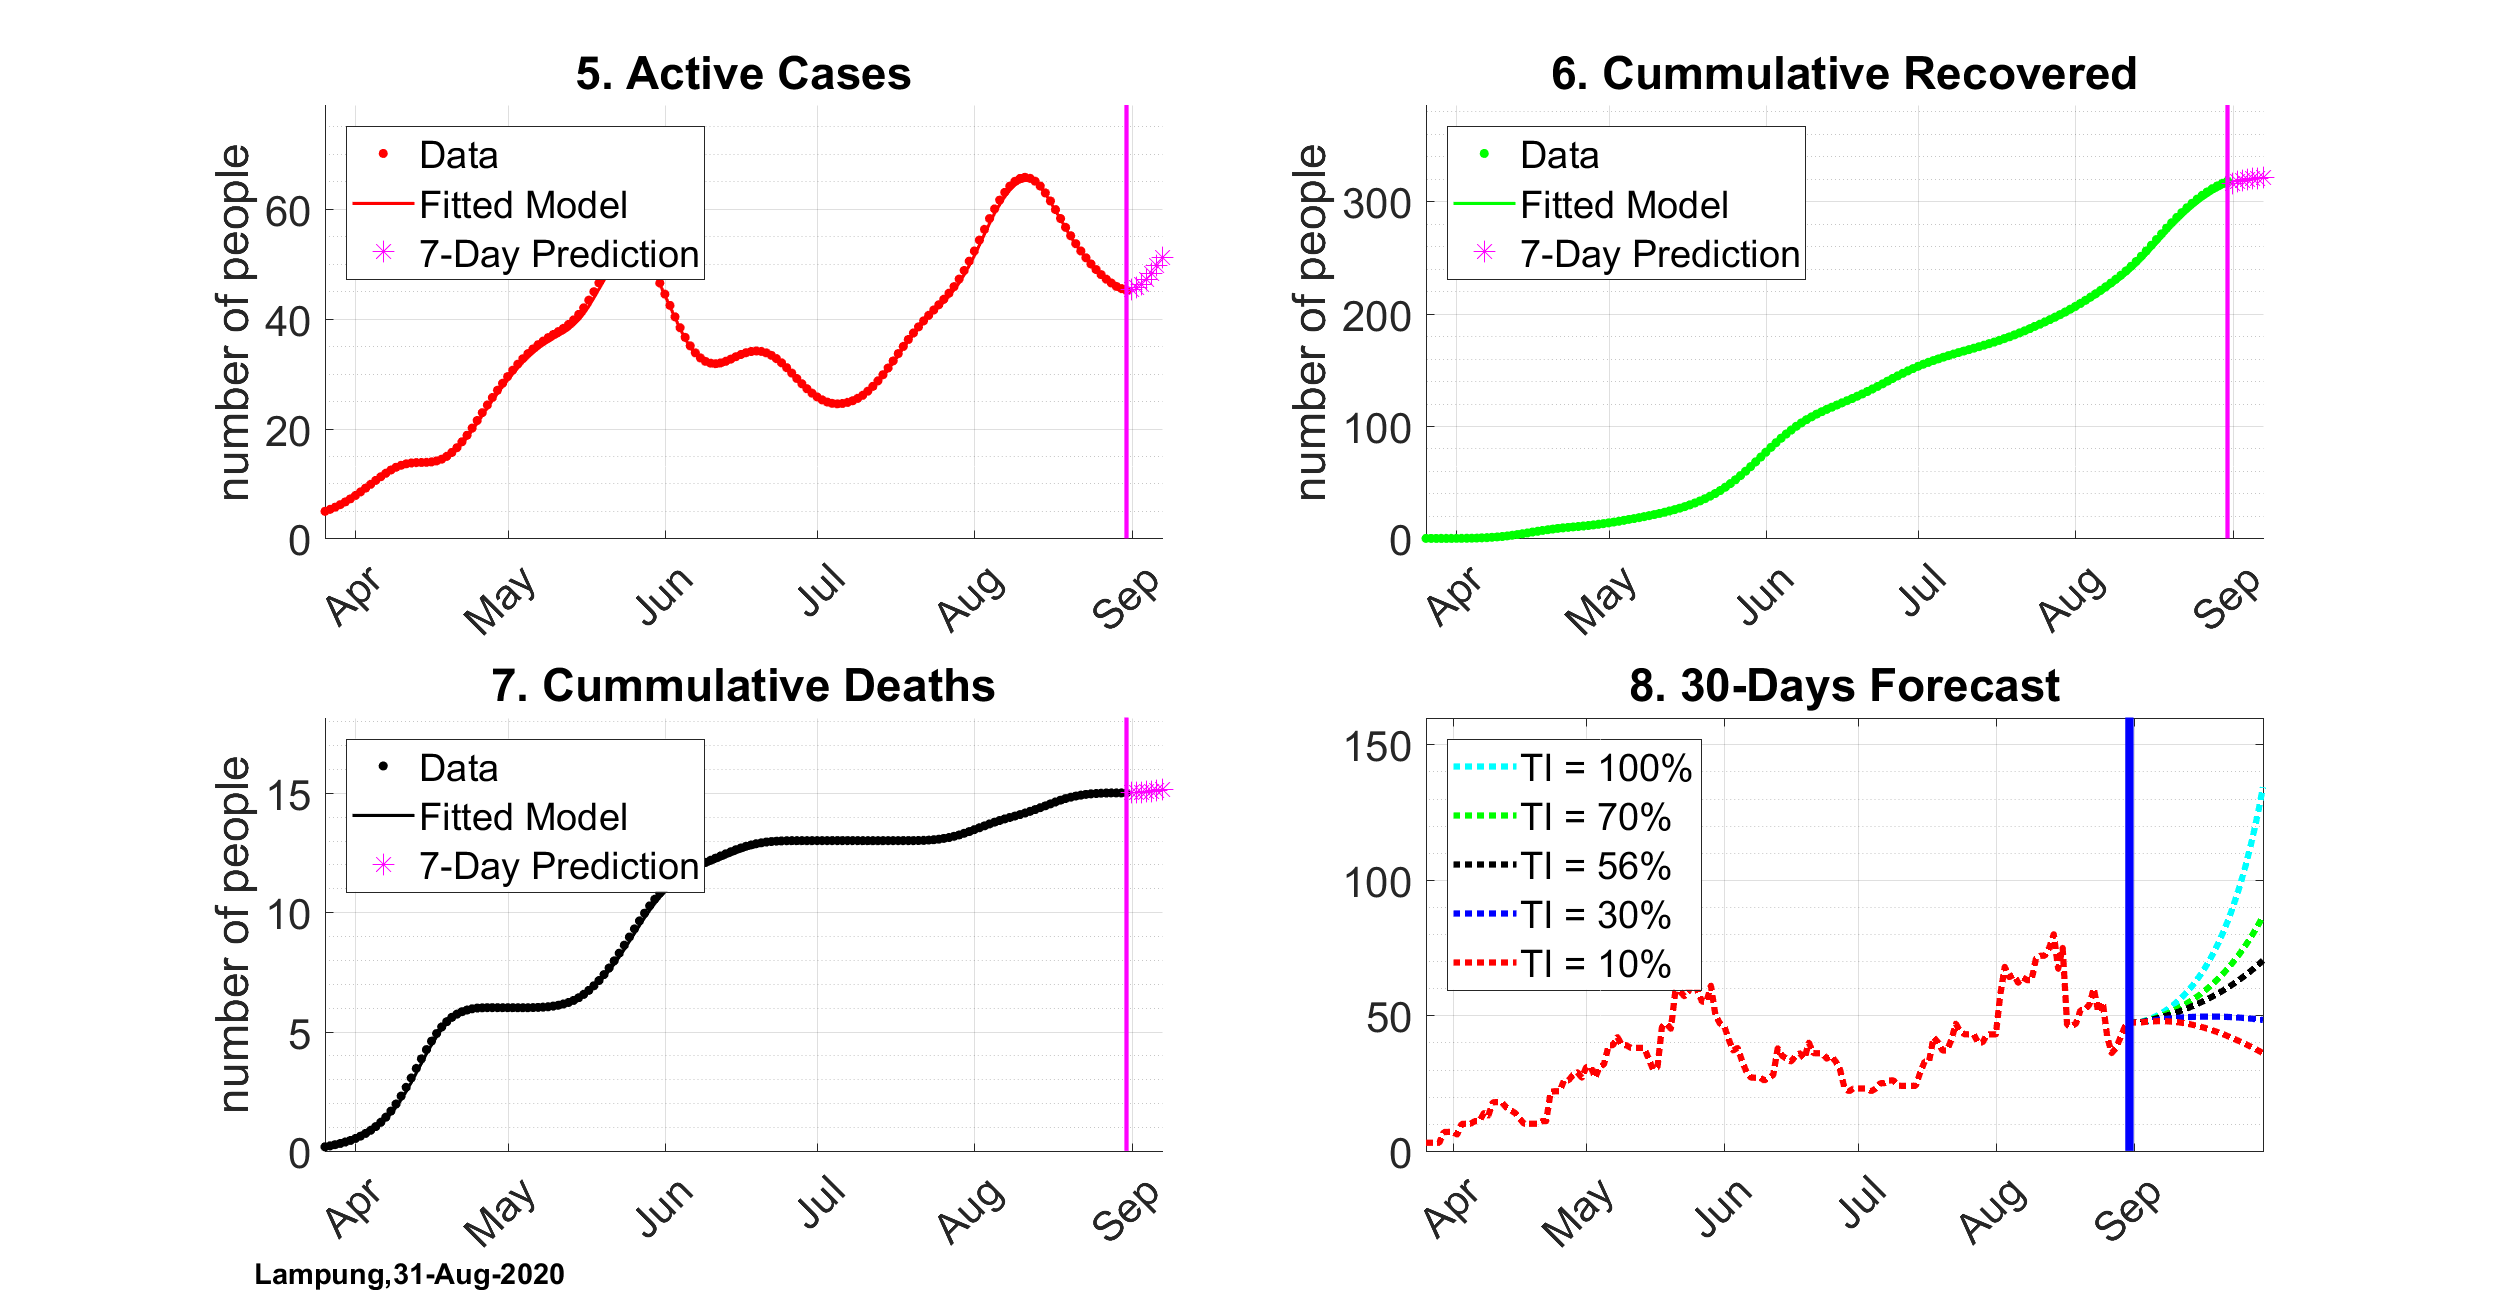 5. Active Cases
number of people
60
40
20
0
Data
Fitted Model
7-Day Prediction
Apr
May
Jun
Jul
Aug
Sep
6. Cummulative Recovered
number of people
300
200
100
0
Data
Fitted Model
7-Day Prediction
Apr
May
Jun
Jul
Aug
Sep
7. Cummulative Deaths
number of people
15
10
5
0
Data
Fitted Model
7-Day Prediction
Apr
May
Jun
Jul
Aug
Sep
8. 30-Days Forecast
150
100
50
0
TI = 100%
TI = 70%
TI = 56%
TI = 30%
TI = 10%
Apr
May
Jun
Jul
Aug
Sep
Lampung,31-Aug-2020